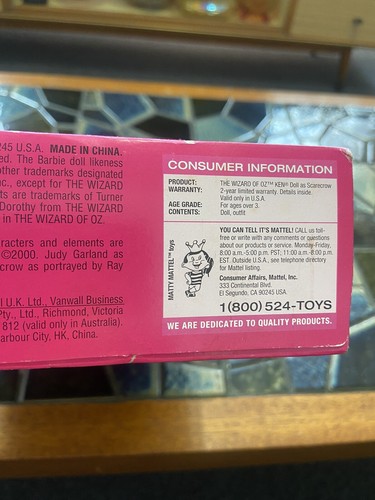 245 U.S.A. MADE IN CHINA.
ed. The Barbie doll likeness
other trademarks designated
nc., except for THE WIZARD
ts are trademarks of Turner
Dorothy from THE WIZARD
in THE WIZARD OF OZ.
aracters and elements are
©2000. Judy Garland as
crow as portrayed by Ray
l U.K. Ltd., Vanwall Business
Pty., Ltd., Richmond, Victoria
812 (valid only in Australia).
arbour City, HK, China.
CONSUMER INFORMATION
PRODUCT: THE WIZARD OF OZ™ KEN® Doll as Scarecrow
WARRANTY: 2-year limited warranty. Details inside.
Valid only in U.S.A.
AGE GRADE: For ages over 3.
CONTENTS: Doll, outfit
MATTY MATTEL™ toys
YOU CAN TELL IT'S MATTEL! CALL us toll-
free or write with any comments or questions
about our products or service. Monday-Friday,
8:00 a.m.-5:00 p.m. PST; 11:00 a.m.-8:00 p.m.
EST. Outside U.S.A., see telephone directory
for Mattel listing.
Consumer Affairs, Mattel, Inc.
333 Continental Blvd.
El Segundo, CA 90245 USA
1(800) 524-TOYS
WE ARE DEDICATED TO QUALITY PRODUCTS.